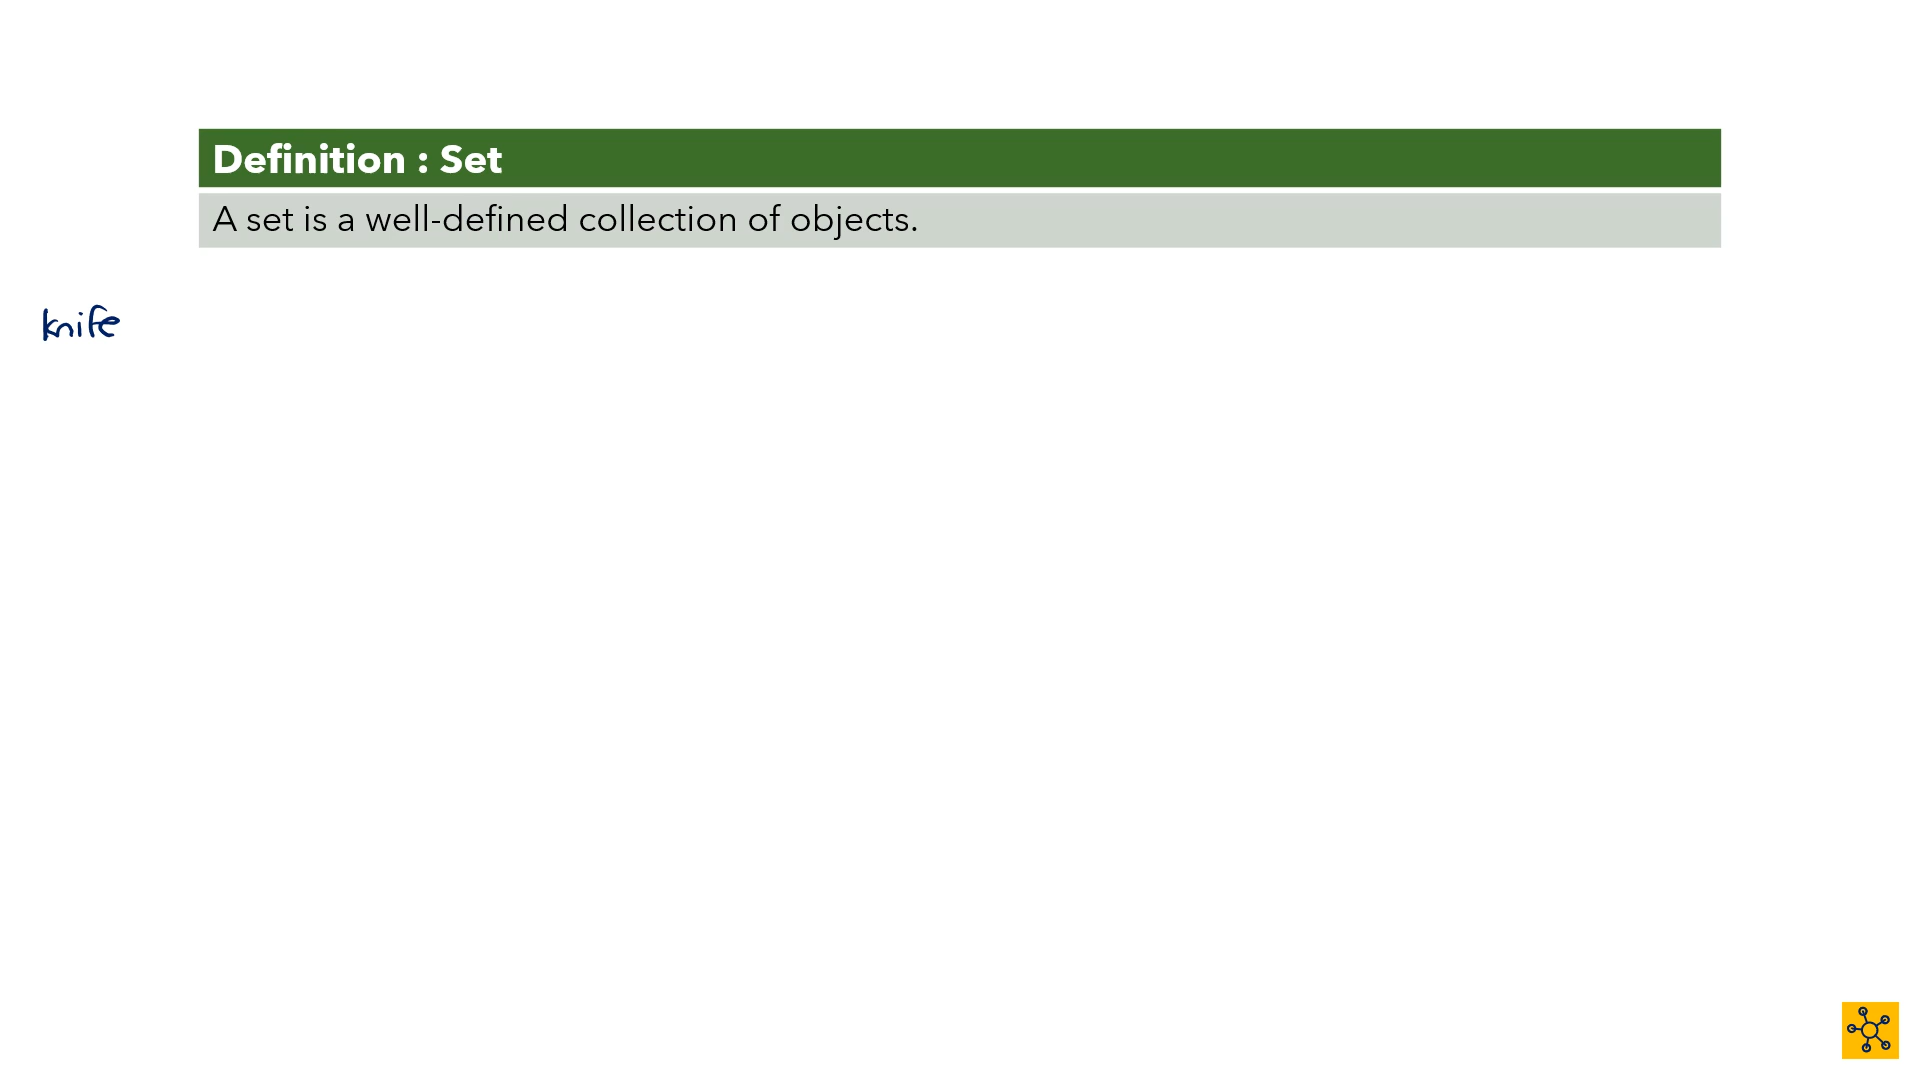 Definition : Set
A set is a well-defined collection of objects.
knife